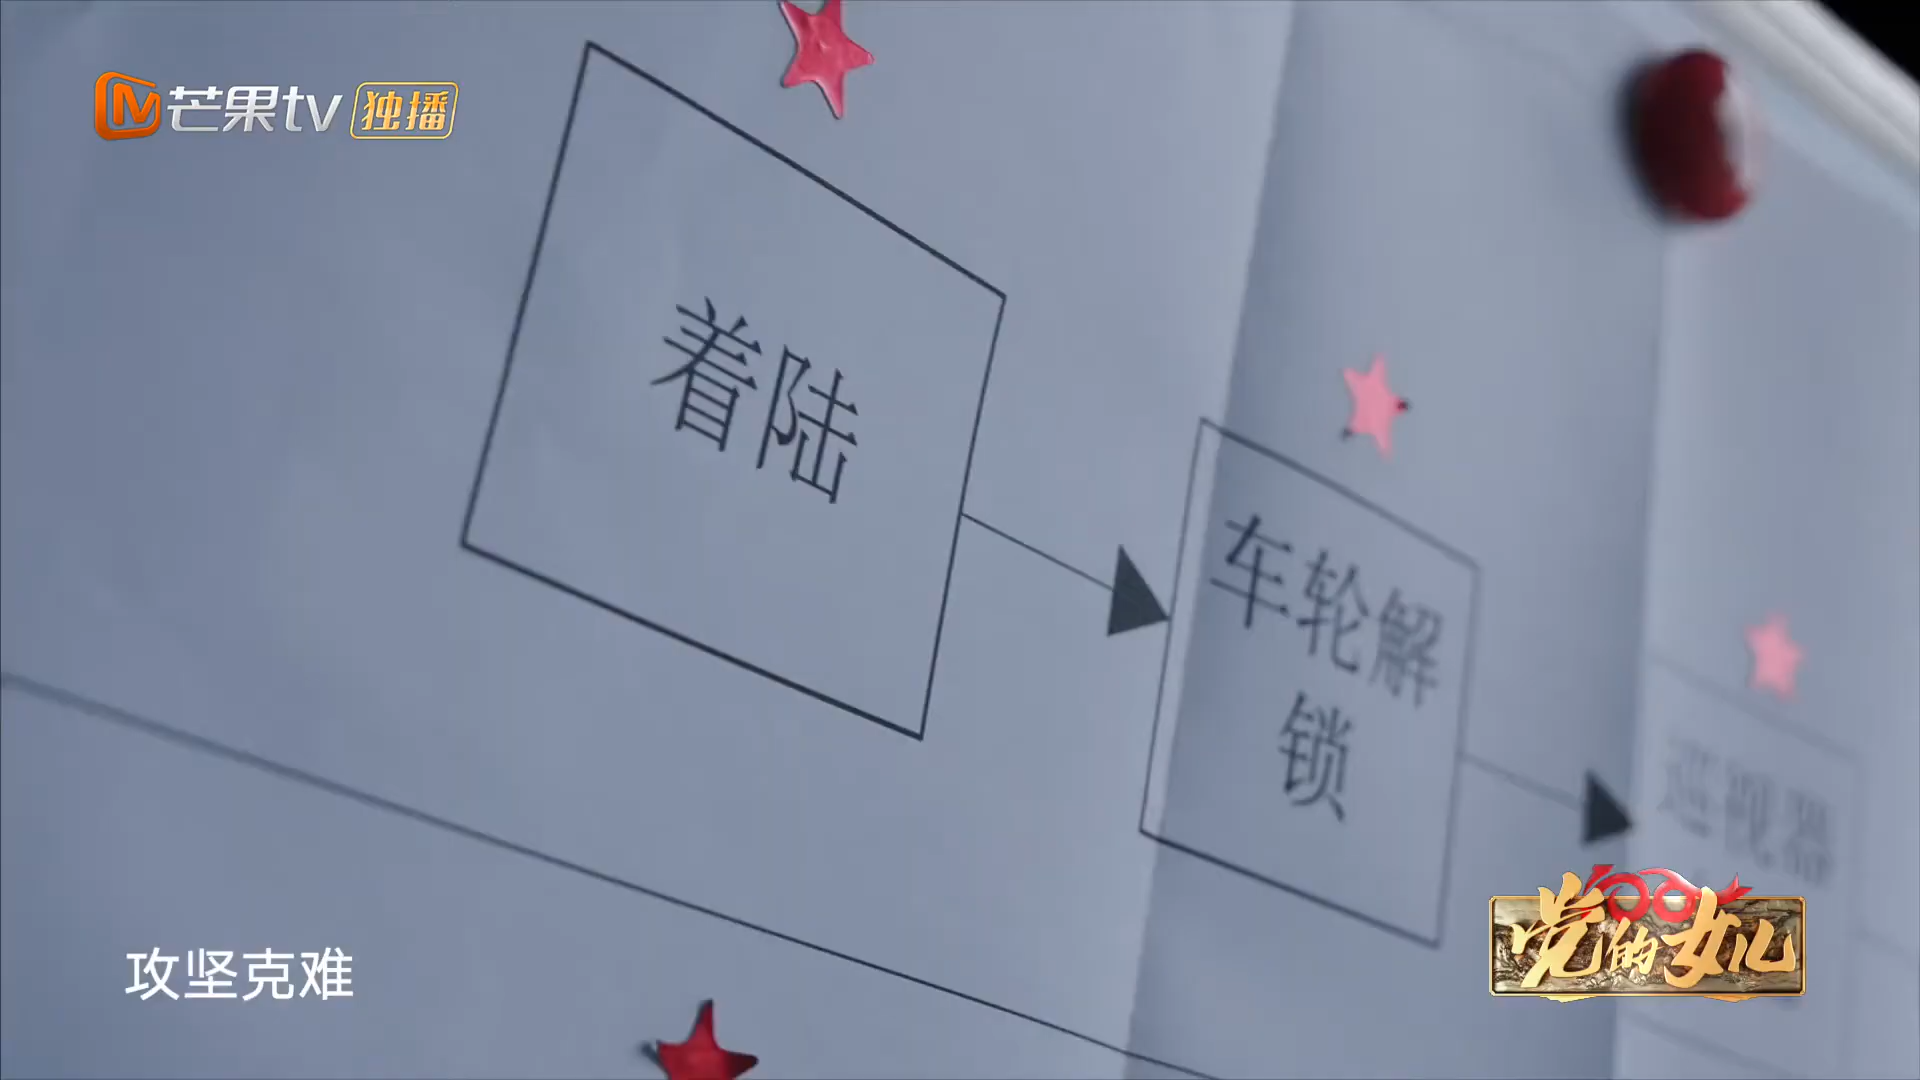 芒果tv 独播
着陆
车轮解
锁
巡视器
攻坚克难
党的女儿